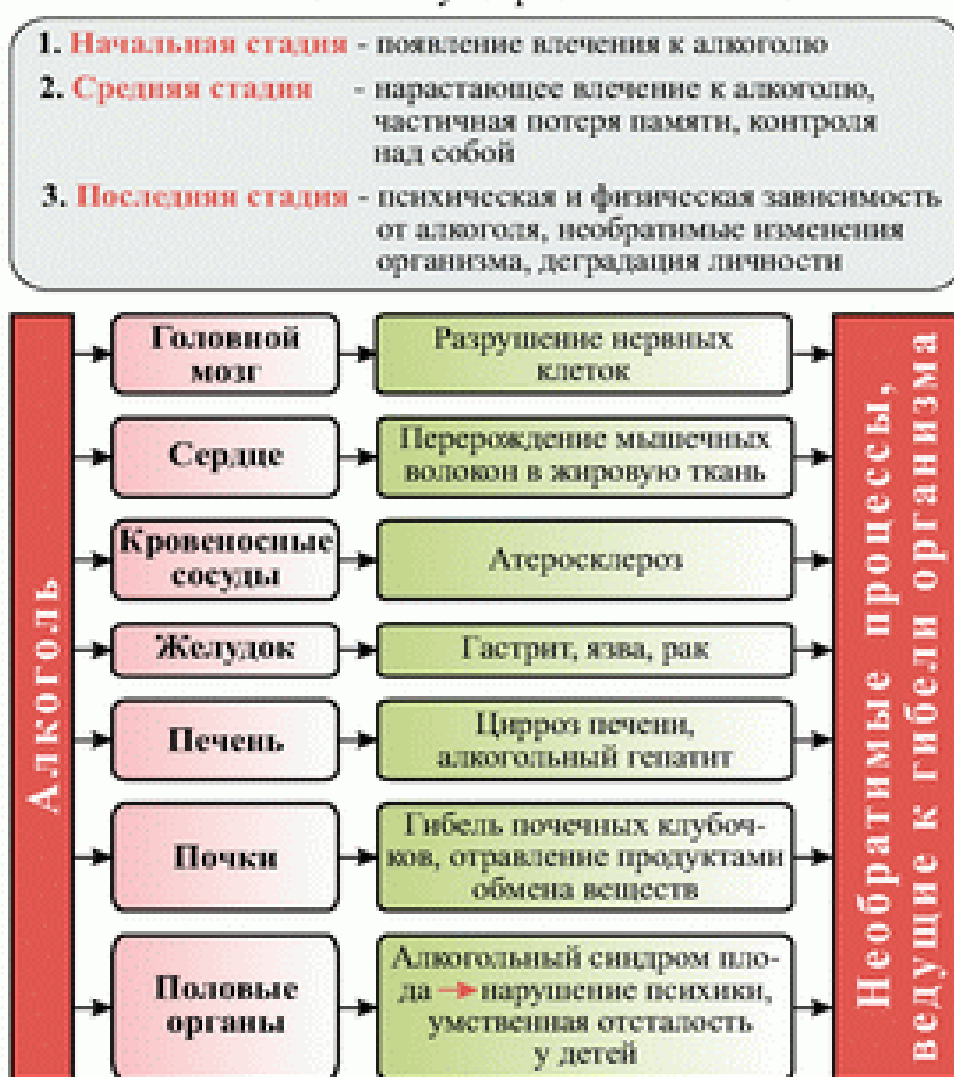 1. Начальная стадия - появление влечения к алкоголю
2. Средняя стадия - нарастающее влечение к алкоголю,
частичная потеря памяти, контроля
над собой
3. Последняя стадия - психическая и физическая зависимость
от алкоголя, необратимые изменения
организма, деградация личности
Алкоголь
Головной
мозг
Разрушение нервных
клеток
Сердце
Перерождение мышечных
волокон в жировую ткань
Кровеносные
сосуды
Атеросклероз
Желудок
Гастрит, язва, рак
Печень
Цирроз печени,
алкогольный гепатит
Почки
Гибель почечных клубоч-
ков, отравление продуктами
обмена веществ
Половые
органы
Алкогольный синдром пло-
да → нарушение психики,
умственная отсталость
у детей
Необратимые процессы,
ведущие к гибели организма